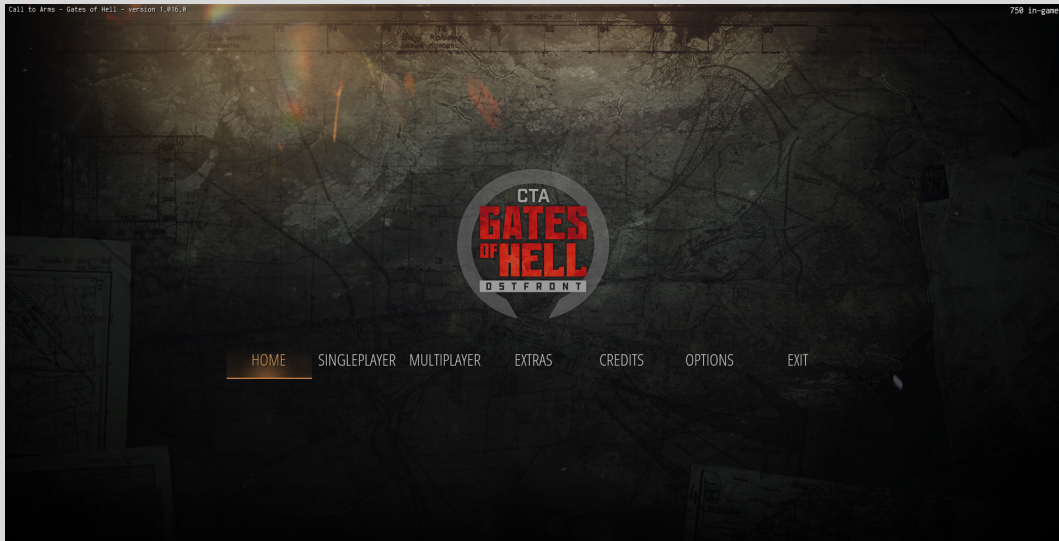 Call to Arms - Gates of Hell - version 1.016.0
750 in-game
CTA
GATES
OF HELL
OSTFRONT
HOME SINGLEPLAYER MULTIPLAYER EXTRAS CREDITS OPTIONS EXIT